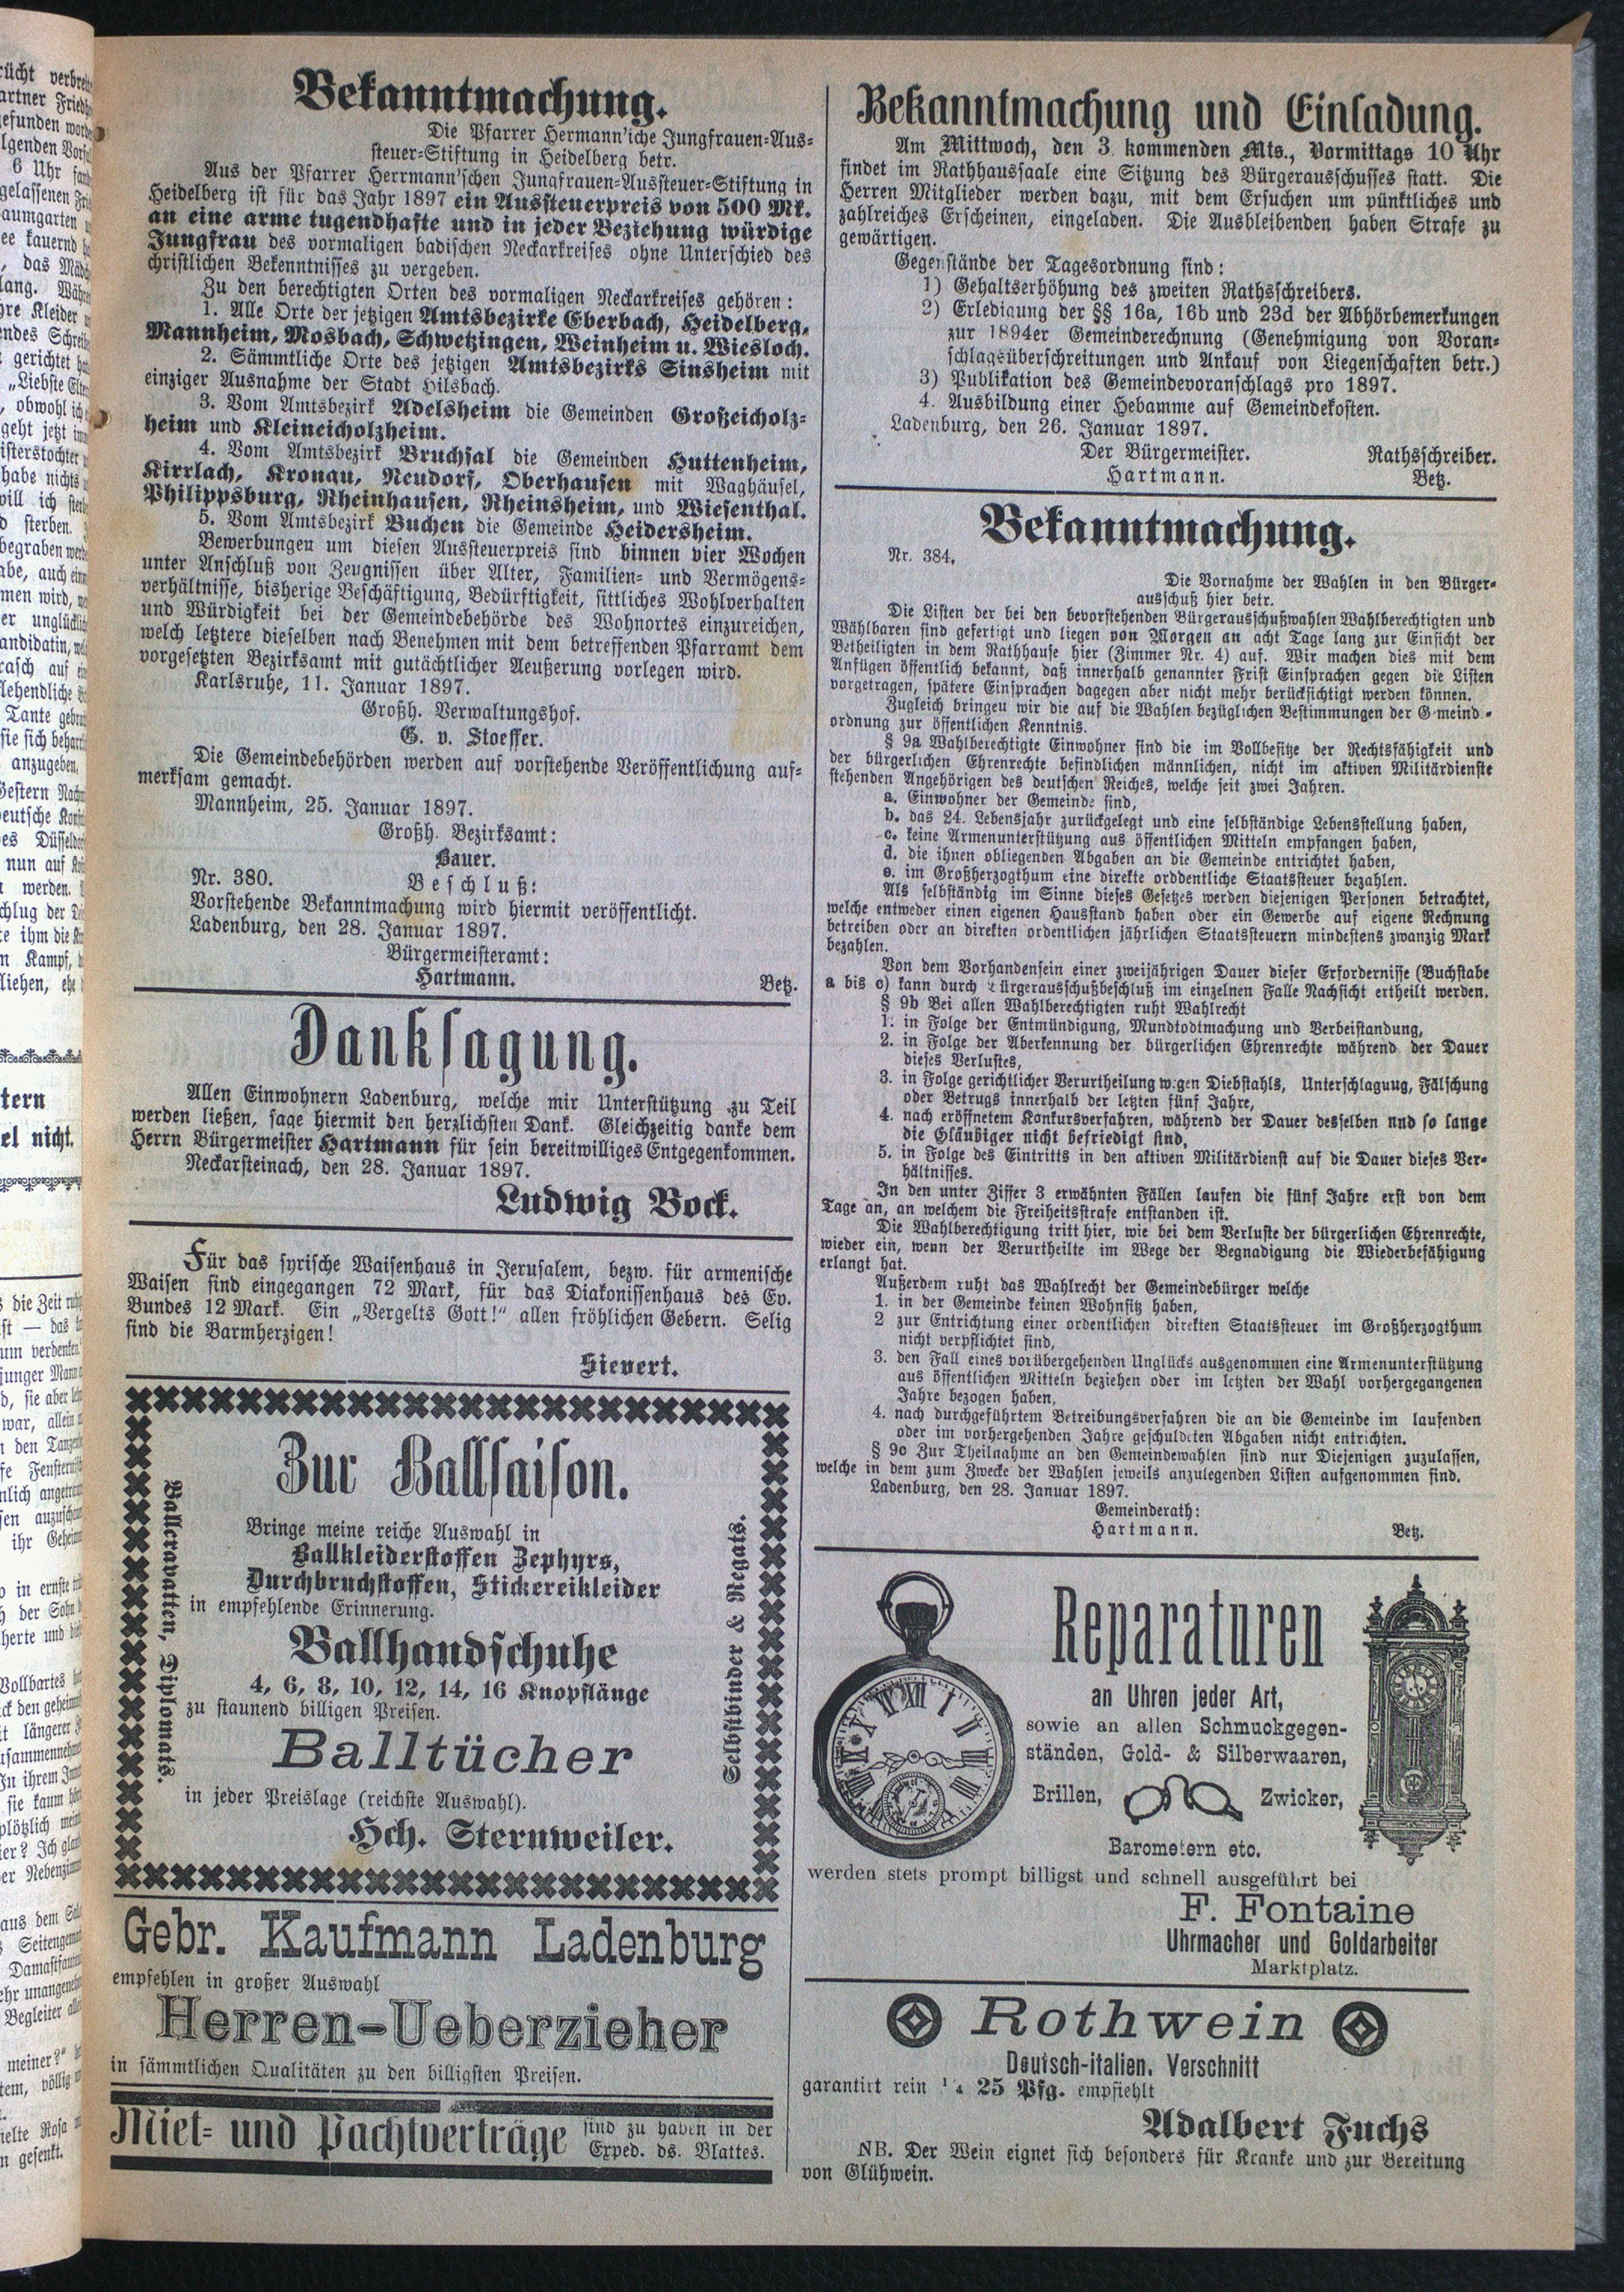 Bekanntmachung.
Die Pfarrer Hermann'iche Jungfrauen-Aus-
steuer-Stiftung in Heidelberg betr.
Aus der Pfarrer Herrmann'schen Jungfrauen-Aussteuer-Stiftung in
Heidelberg ist für das Jahr 1897 ein Aussteuerpreis von 500 Mk.
an eine arme tugendhafte und in jeder Beziehung würdige
Jungfrau des vormaligen badischen Neckarkreises ohne Unterschied des
christlichen Bekenntnisses zu vergeben.
Zu den berechtigten Orten des vormaligen Neckarkreises gehören:
1. Alle Orte der jetzigen Amtsbezirke Eberbach, Heidelberg,
Mannheim, Mosbach, Schwetzingen, Weinheim u. Wiesloch.
2. Sämmtliche Orte des jetzigen Amtsbezirks Sinsheim mit
einziger Ausnahme der Stadt Hilsbach.
3. Vom Amtsbezirk Adelsheim die Gemeinden Großeicholz-
heim und Kleineicholzheim.
4. Vom Amtsbezirk Bruchsal die Gemeinden Huttenheim,
Kirrlach, Kronau, Neudorf, Oberhausen mit Waghäusel,
Philippsburg, Rheinhausen, Rheinsheim, und Wiesenthal.
5. Vom Amtsbezirk Buchen die Gemeinde Heidersheim.
Bewerbungen um diesen Aussteuerpreis sind binnen vier Wochen
unter Anschluß von Zeugnissen über Alter, Familien- und Vermögens-
verhältnisse, bisherige Beschäftigung, Bedürftigkeit, sittliches Wohlverhalten
und Würdigkeit bei der Gemeindebehörde des Wohnortes einzureichen,
welch letztere dieselben nach Benehmen mit dem betreffenden Pfarramt dem
vorgesetzten Bezirksamt mit gutächtlicher Aeußerung vorlegen wird.
Karlsruhe, 11. Januar 1897.
Großh. Verwaltungshof.
G. v. Stoesser.
Die Gemeindebehörden werden auf vorstehende Veröffentlichung auf-
merksam gemacht.
Mannheim, 25. Januar 1897.
Großh. Bezirksamt:
Bauer.
Nr. 380. Beschluß:
Vorstehende Bekanntmachung wird hiermit veröffentlicht.
Ladenburg, den 28. Januar 1897.
Bürgermeisteramt:
Hartmann. Betz.
Danksagung.
Allen Einwohnern Ladenburg, welche mir Unterstützung zu Teil
werden ließen, sage hiermit den herzlichsten Dank. Gleichzeitig danke dem
Herrn Bürgermeister Hartmann für sein bereitwilliges Entgegenkommen.
Neckarsteinach, den 28. Januar 1897.
Ludwig Bock.
Für das syrische Waisenhaus in Jerusalem, bezw. für armenische
Waisen sind eingegangen 72 Mark, für das Diakonissenhaus des Ev.
Bundes 12 Mark. Ein „Vergelts Gott!“ allen fröhlichen Gebern. Selig
sind die Barmherzigen!
Sievert.
Zur Ballsaison.
Ballcravatten, Diplomats.
Bringe meine reiche Auswahl in
Ballkleiderstoffen Zephyrs,
Durchbruchstoffen, Stickereikleider
in empfehlende Erinnerung.
Ballhandschuhe
4, 6, 8, 10, 12, 14, 16 Knopflänge
zu staunend billigen Preisen.
Balltücher
in jeder Preislage (reichste Auswahl).
Hch. Sternweiler.
Selbstbinder & Regats.
Gebr. Kaufmann Ladenburg
empfehlen in großer Auswahl
Herren-Ueberzieher
in sämmtlichen Qualitäten zu den billigsten Preisen.
Miet- und Pachtverträge sind zu haben in der
Exped. ds. Blattes.
Bekanntmachung und Einladung.
Am Mittwoch, den 3. kommenden Mts., Vormittags 10 Uhr
findet im Rathhaussaale eine Sitzung des Bürgerausschusses statt. Die
Herren Mitglieder werden dazu, mit dem Ersuchen um pünktliches und
zahlreiches Erscheinen, eingeladen. Die Ausbleibenden haben Strafe zu
gewärtigen.
Gegenstände der Tagesordnung sind:
1) Gehaltserhöhung des zweiten Rathsschreibers.
2) Erledigung der §§ 16a, 16b und 23d der Abhörbemerkungen
zur 1894er Gemeinderechnung (Genehmigung von Voran-
schlagsüberschreitungen und Ankauf von Liegenschaften betr.)
3) Publikation des Gemeindevoranschlags pro 1897.
4. Ausbildung einer Hebamme auf Gemeindekosten.
Ladenburg, den 26. Januar 1897.
Der Bürgermeister. Rathsschreiber.
Hartmann. Betz.
Bekanntmachung.
Nr. 384.
Die Vornahme der Wahlen in den Bürger-
ausschuß hier betr.
Die Listen der bei den bevorstehenden Bürgerausschußwahlen Wahlberechtigten und
Wählbaren sind gefertigt und liegen von Morgen an acht Tage lang zur Einsicht der
Betheiligten in dem Rathhause hier (Zimmer Nr. 4) auf. Wir machen dies mit dem
Anfügen öffentlich bekannt, daß innerhalb genannter Frist Einsprachen gegen die Listen
vorgetragen, spätere Einsprachen dagegen aber nicht mehr berücksichtigt werden können.
Zugleich bringeu wir die auf die Wahlen bezüglichen Bestimmungen der G meind-
ordnung zur öffentlichen Kenntnis.
§ 9a Wahlberechtigte Einwohner sind die im Vollbesitze der Rechtsfähigkeit und
der bürgerlichen Ehrenrechte befindlichen männlichen, nicht im aktiven Militärdienste
stehenden Angehörigen des deutschen Reiches, welche seit zwei Jahren.
a. Einwohner der Gemeinde sind,
b. das 24. Lebensjahr zurückgelegt und eine selbständige Lebensstellung haben,
c. keine Armenunterstützung aus öffentlichen Mitteln empfangen haben,
d. die ihnen obliegenden Abgaben an die Gemeinde entrichtet haben,
e. im Großherzogthum eine direkte orddentliche Staatssteuer bezahlen.
Als selbständig im Sinne dieses Gesetzes werden diejenigen Personen betrachtet,
welche entweder einen eigenen Hausstand haben oder ein Gewerbe auf eigene Rechnung
betreiben oder an direkten ordentlichen jährlichen Staatssteuern mindestens zwanzig Mark
bezahlen.
Von dem Vorhandensein einer zweijährigen Dauer dieser Erfordernisse (Buchstabe
a bis e) kann durch Bürgerausschußbeschluß im einzelnen Falle Nachsicht ertheilt werden.
§ 9b Bei allen Wahlberechtigten ruht Wahlrecht
1. in Folge der Entmündigung, Mundtodtmachung und Verbeistandung,
2. in Folge der Aberkennung der bürgerlichen Ehrenrechte während der Dauer
dieses Verlustes,
3. in Folge gerichtlicher Verurtheilung w.gen Diebstahls, Unterschlaguug, Fälschung
oder Betrugs innerhalb der letzten fünf Jahre,
4. nach eröffnetem Konkursverfahren, während der Dauer desselben nnd so lange
die Gläubiger nicht befriedigt sind,
5. in Folge des Eintritts in den aktiven Militärdienst auf die Dauer dieses Ver-
hältnisses.
In den unter Ziffer 3 erwähnten Fällen laufen die fünf Jahre erst von dem
Tage an, an welchem die Freiheitsstrafe entstanden ist.
Die Wahlberechtigung tritt hier, wie bei dem Verluste der bürgerlichen Ehrenrechte,
wieder ein, wenn der Verurtheilte im Wege der Begnadigung die Wiederbefähigung
erlangt hat.
Außerdem ruht das Wahlrecht der Gemeindebürger welche
1. in der Gemeinde keinen Wohnsitz haben,
2 zur Entrichtung einer ordentlichen direkten Staatssteuer im Großherzogthum
nicht verpflichtet sind,
3. den Fall eines vorübergehenden Unglücks ausgenommen eine Armenunterstützung
aus öffentlichen Mitteln beziehen oder im letzten der Wahl vorhergegangenen
Jahre bezogen haben,
4. nach durchgeführtem Betreibungsverfahren die an die Gemeinde im laufenden
oder im vorhergehenden Jahre geschuldeten Abgaben nicht entrichten.
§ 9c Zur Theilnahme an den Gemeindewahlen sind nur Diejenigen zuzulassen,
welche in dem zum Zwecke der Wahlen jeweils anzulegenden Listen aufgenommen sind.
Ladenburg, den 28. Januar 1897.
Gemeinderath:
Hartmann. Betz.
Reparaturen
an Uhren jeder Art,
sowie an allen Schmuckgegen-
ständen, Gold- & Silberwaaren,
Brillen, Zwicker,
Barometern etc.
werden stets prompt billigst und schnell ausgeführt bei
F. Fontaine
Uhrmacher und Goldarbeiter
Marktplatz.
Rothwein
Deutsch-italien. Verschnitt
garantirt rein 25 Pfg. empfiehlt
Adalbert Fuchs
NB. Der Wein eignet sich besonders für Kranke und zur Bereitung
von Glühwein.